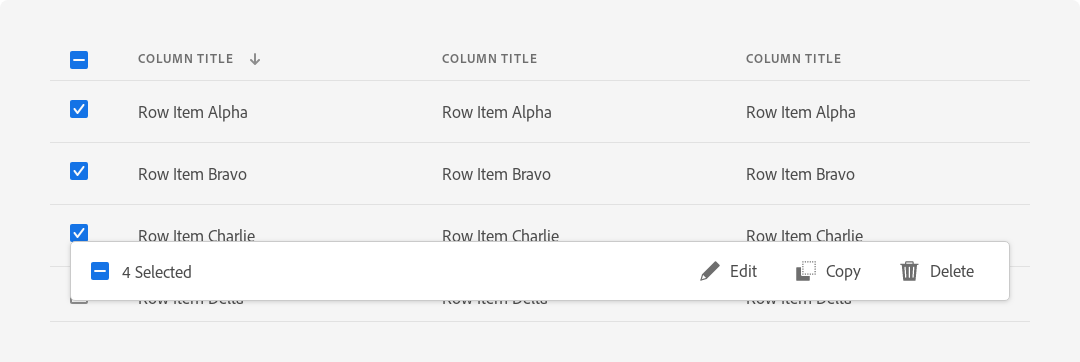 COLUMN TITLE COLUMN TITLE COLUMN TITLE
Row Item Alpha Row Item Alpha Row Item Alpha
Row Item Bravo Row Item Bravo Row Item Bravo
Row Item Charlie Row Item Charlie Row Item Charlie
4 Selected Edit Copy Delete
Row Item Delta Row Item Delta Row Item Delta